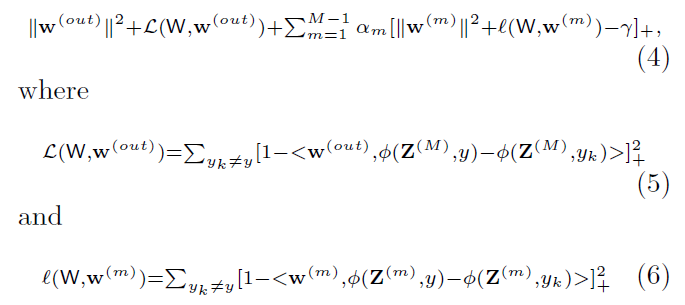 ‖w^(out)‖²+𝓛(W,w^(out))+∑_{m=1}^{M−1} α_m[‖w^(m)‖²+ℓ(W,w^(m))−γ]_+,
(4)
where
𝓛(W,w^(out))=∑_{y_k≠y}[1−<w^(out),ϕ(Z^(M),y)−ϕ(Z^(M),y_k)>]²_+
(5)
and
ℓ(W,w^(m))=∑_{y_k≠y}[1−<w^(m),ϕ(Z^(m),y)−ϕ(Z^(m),y_k)>]²_+ (6)